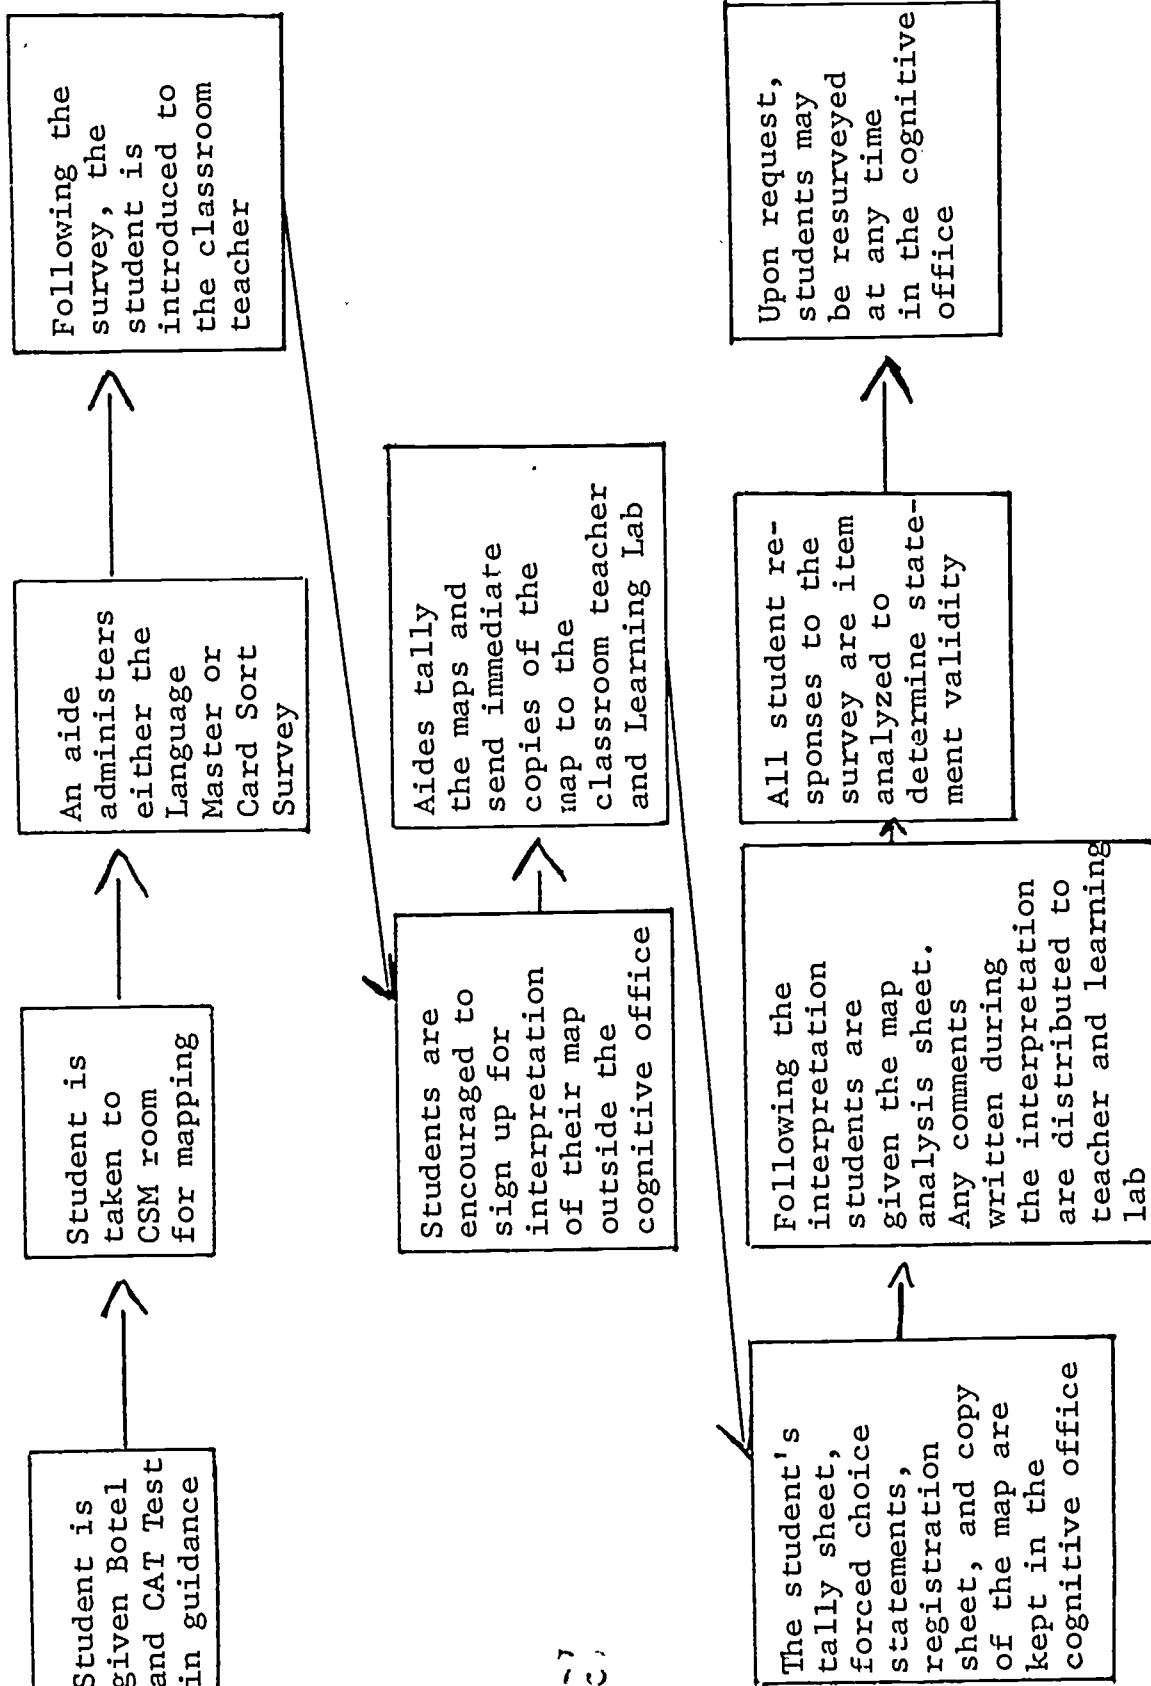 Student is
given Botel
and CAT Test
in guidance
Student is
taken to
CSM room
for mapping
An aide
administers
either the
Language
Master or
Card Sort
Survey
Following the
survey, the
student is
introduced to
the classroom
teacher
Students are
encouraged to
sign up for
interpretation
of their map
outside the
cognitive office
Aides tally
the maps and
send immediate
copies of the
map to the
classroom teacher
and Learning Lab
The student's
tally sheet,
forced choice
statements,
registration
sheet, and copy
of the map are
kept in the
cognitive office
Following the
interpretation
students are
given the map
analysis sheet.
Any comments
written during
the interpretation
are distributed to
teacher and learning
lab
All student re-
sponses to the
survey are item
analyzed to
determine state-
ment validity
Upon request,
students may
be resurveyed
at any time
in the cognitive
office